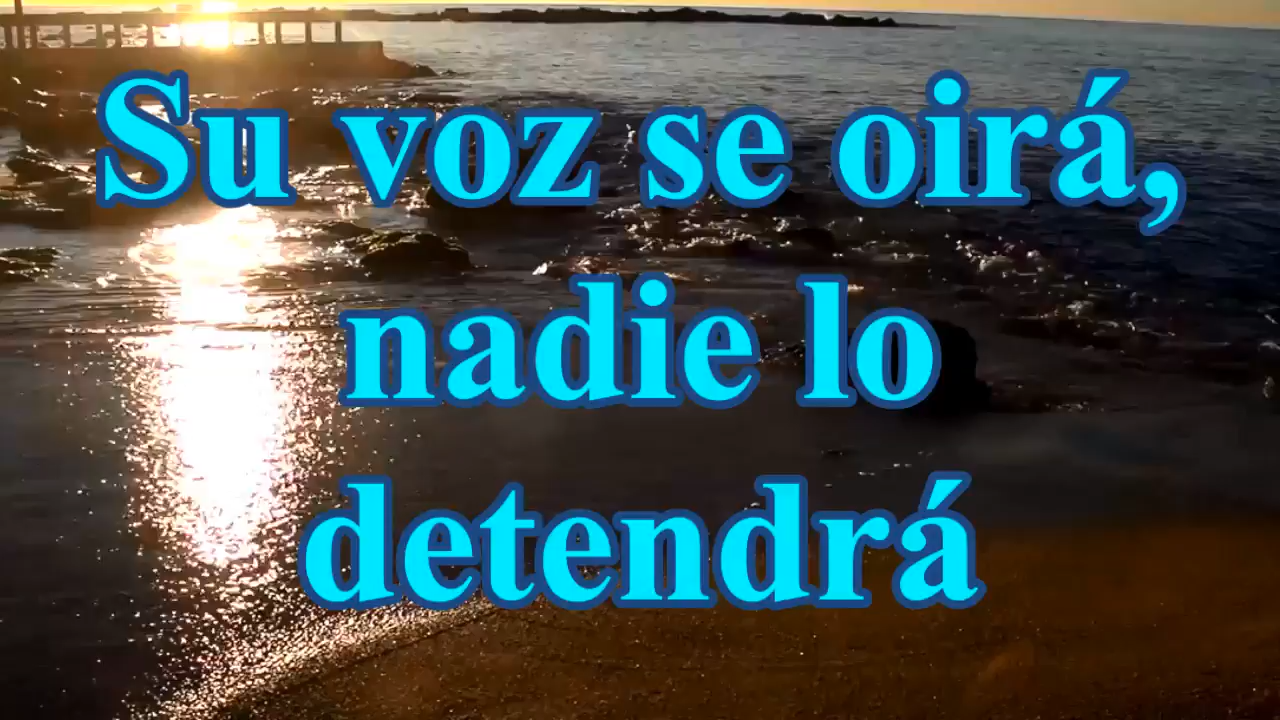 Su voz se oirá,
nadie lo
detendrá